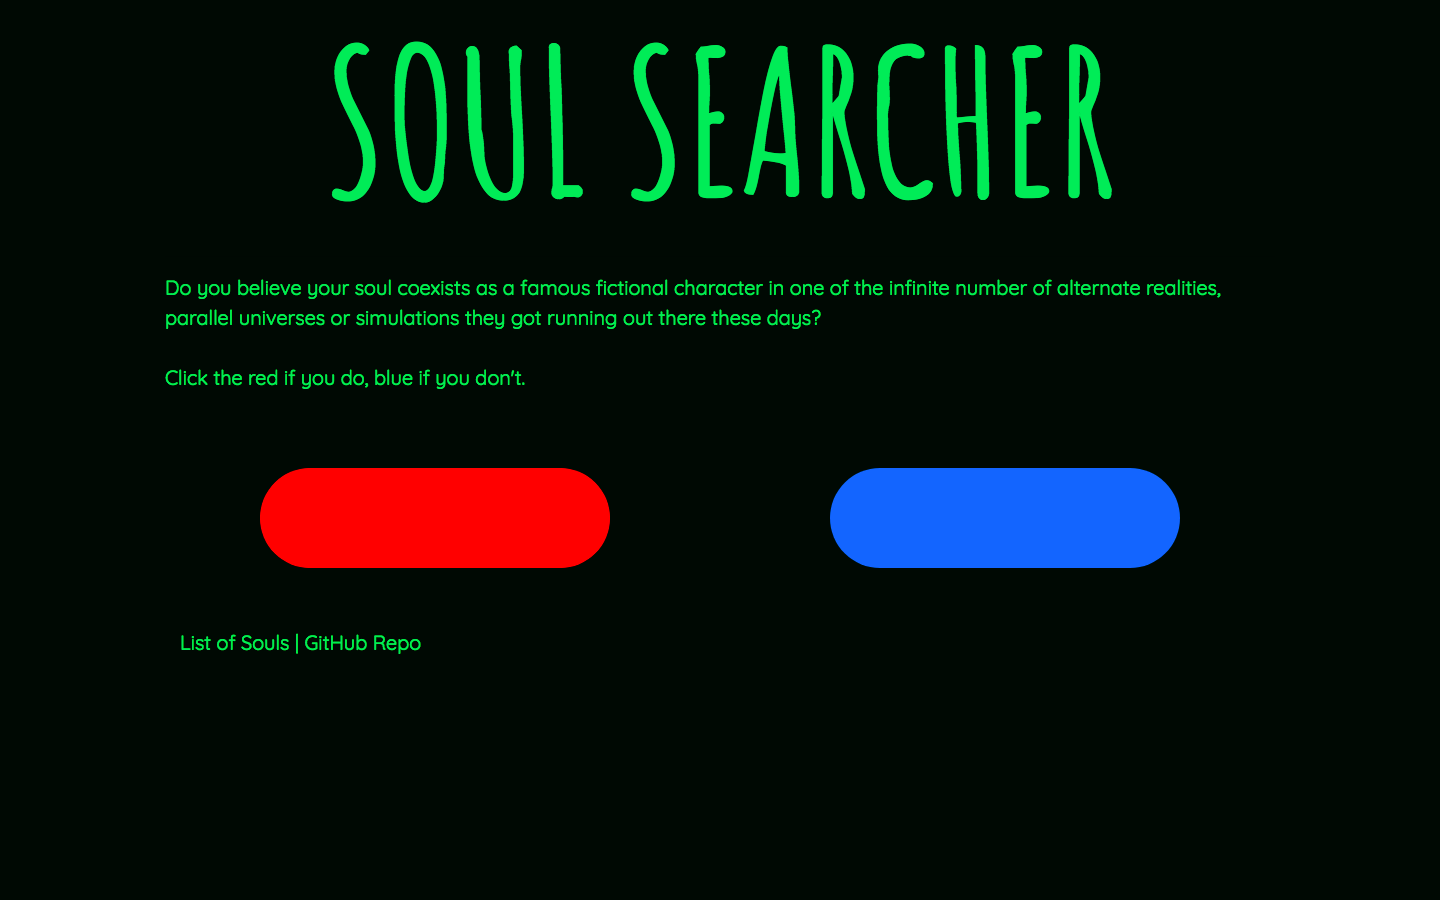 SOUL SEARCHER
Do you believe your soul coexists as a famous fictional character in one of the infinite number of alternate realities,
parallel universes or simulations they got running out there these days?
Click the red if you do, blue if you don't.
List of Souls | GitHub Repo